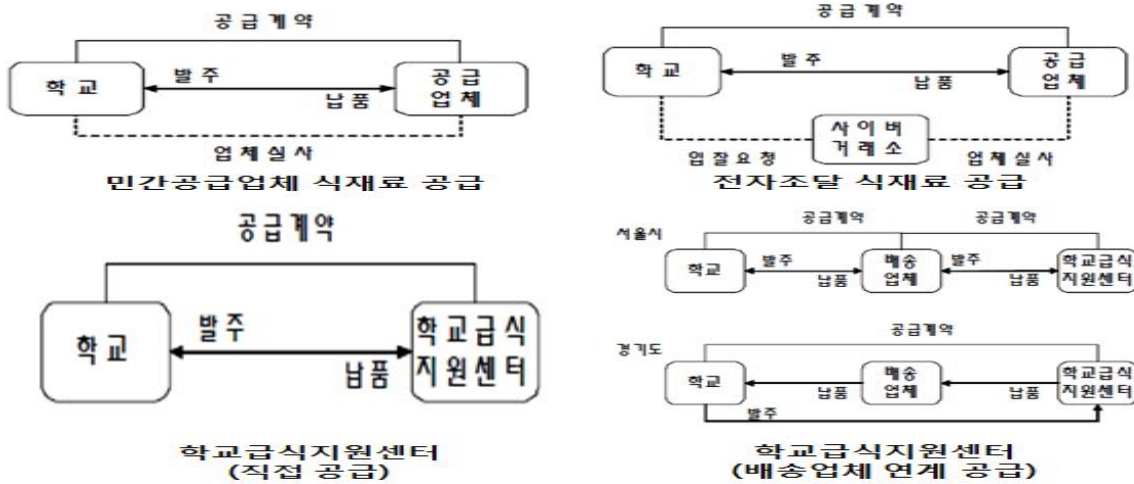 공급계약
학교
발주
납품
공급
업체
업체실사
민간공급업체 식재료 공급
공급계약
학교
발주
납품
공급
업체
사이버
거래소
입찰요청
업체실사
전자조달 식재료 공급
공급계약
학교
발주
납품
학교급식
지원센터
학교급식지원센터
(직접 공급)
서울시
공급계약
공급계약
학교
발주
납품
배송
업체
발주
납품
학교급식
지원센터
경기도
공급계약
학교
납품
배송
업체
납품
학교급식
지원센터
발주
학교급식지원센터
(배송업체 연계 공급)